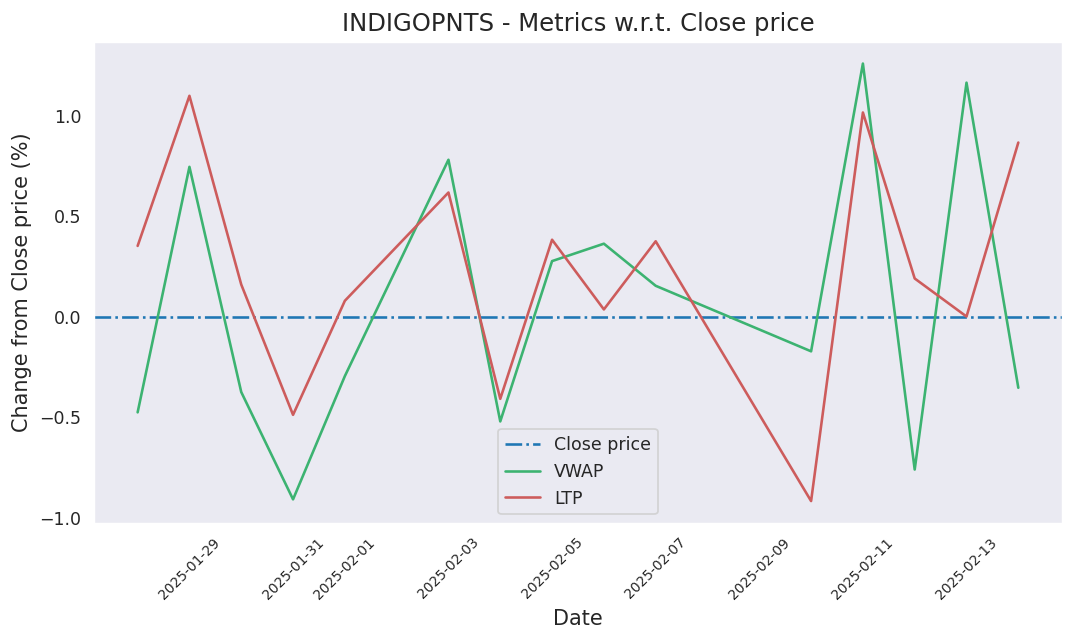 INDIGOPNTS - Metrics w.r.t. Close price
Change from Close price (%)
1.0
0.5
0.0
−0.5
−1.0
Close price
VWAP
LTP
2025-01-29
2025-01-31
2025-02-01
2025-02-03
2025-02-05
2025-02-07
2025-02-09
2025-02-11
2025-02-13
Date